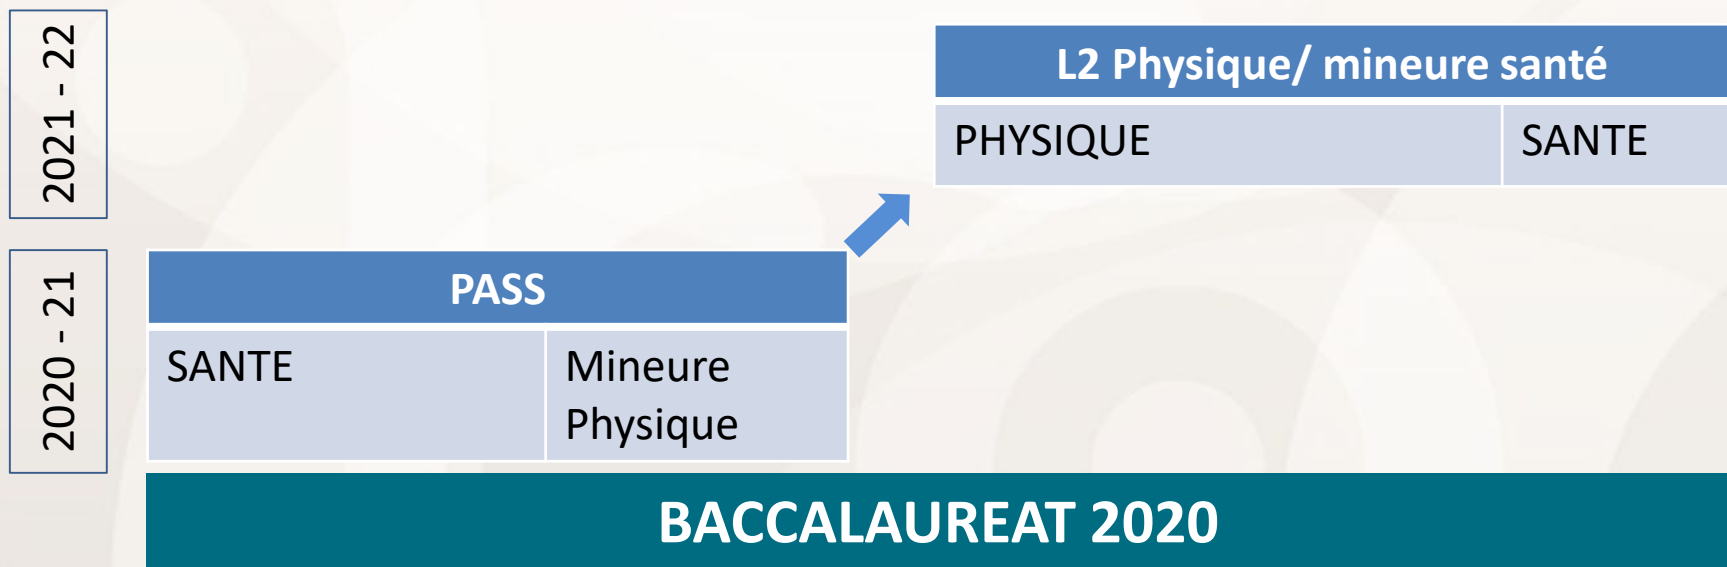 2021 - 22
L2 Physique/ mineure santé
PHYSIQUE
SANTE
2020 - 21
PASS
SANTE
Mineure
Physique
BACCALAUREAT 2020